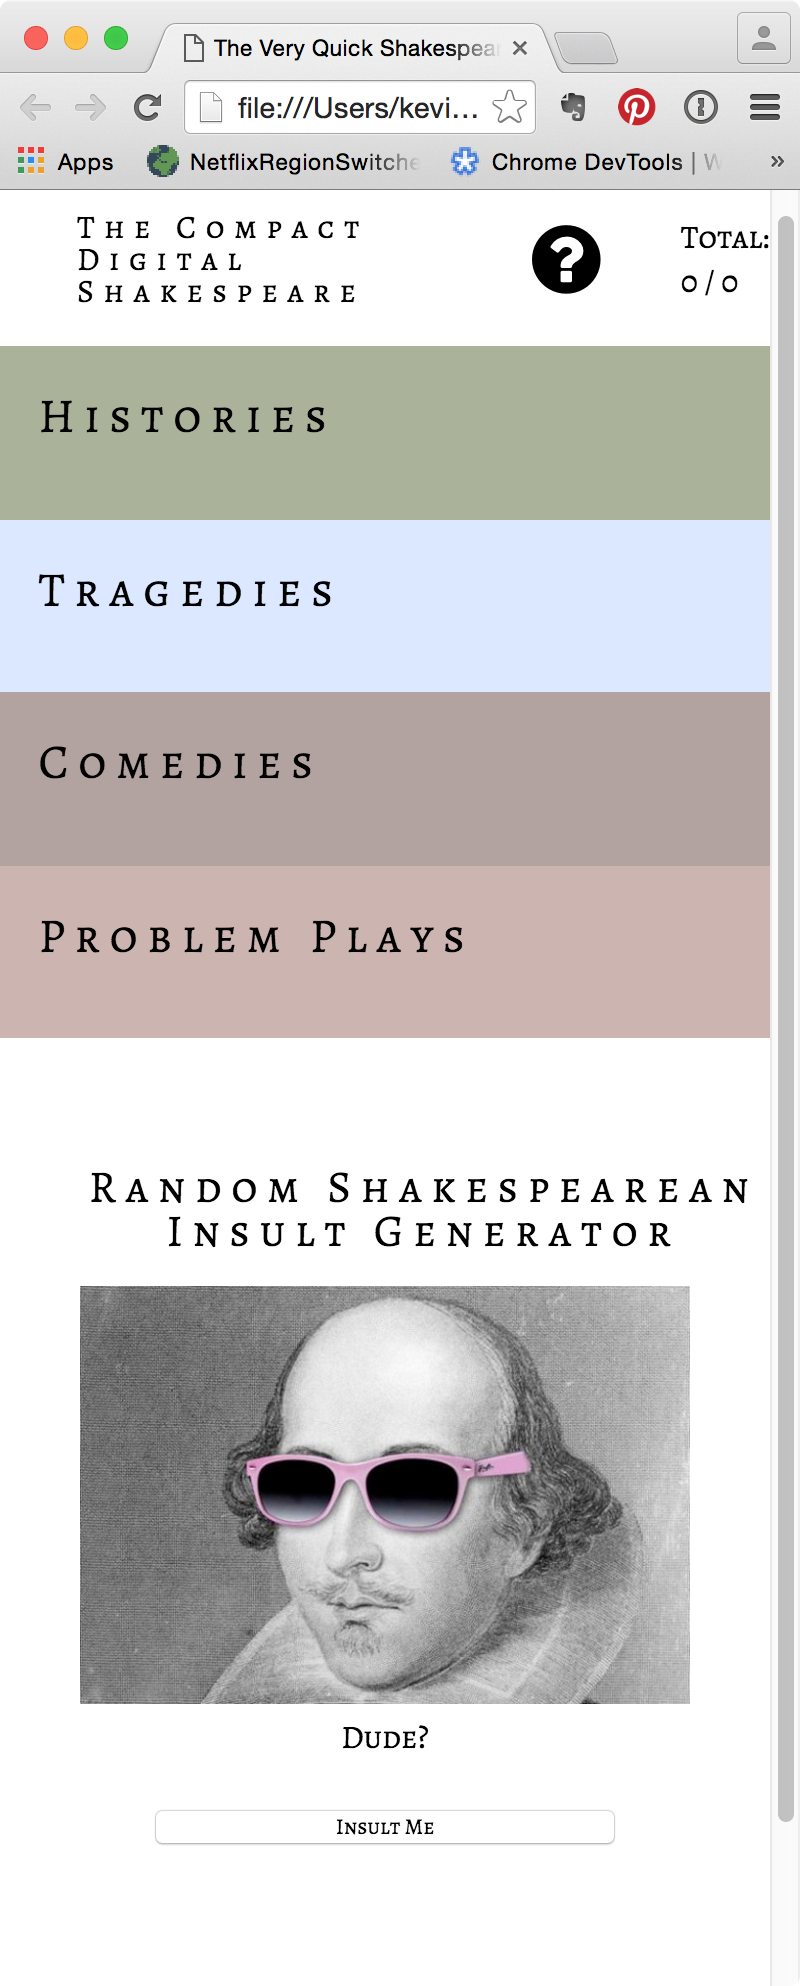 The Very Quick Shakespea
file:///Users/kevi...
Apps
NetflixRegionSwitche
Chrome DevTools | W
»
The Compact
Digital
Shakespeare
?
Total:
0/0
Histories
Tragedies
Comedies
Problem Plays
Random Shakespearean
Insult Generator
Dude?
Insult Me